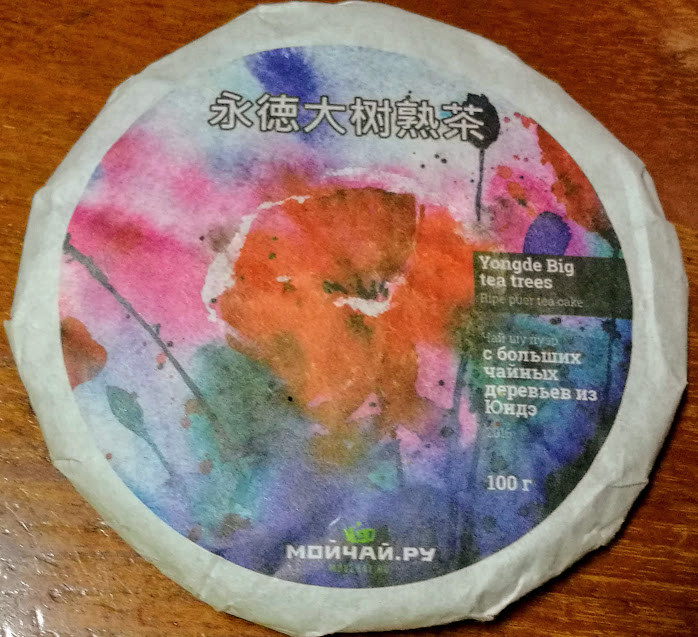 永德大树熟茶
Yongde Big
tea trees
Ripe puer tea cake
Чай шу пуэр
с больших
чайных
деревьев из
Юндэ
100 г
МОЙЧАЙ.РУ